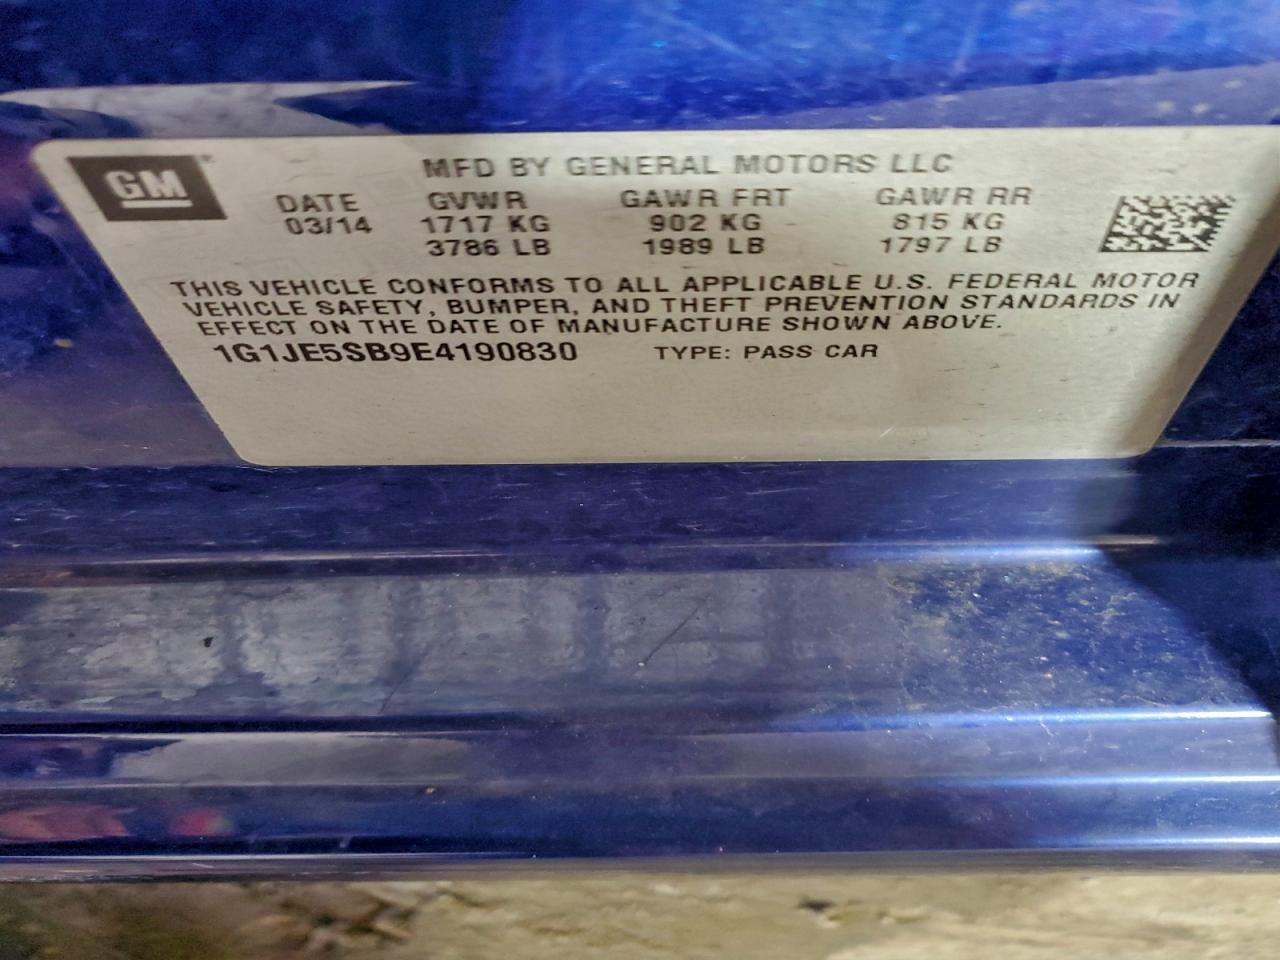 GM
MFD BY GENERAL MOTORS LLC
DATE GVWR GAWR FRT GAWR RR
03/14 1717 KG 902 KG 815 KG
3786 LB 1989 LB 1797 LB
THIS VEHICLE CONFORMS TO ALL APPLICABLE U.S. FEDERAL MOTOR
VEHICLE SAFETY, BUMPER, AND THEFT PREVENTION STANDARDS IN
EFFECT ON THE DATE OF MANUFACTURE SHOWN ABOVE.
1G1JE5SB9E4190830 TYPE: PASS CAR